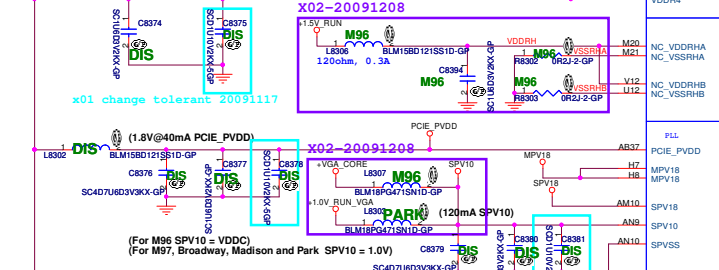 X02-20091208
VDDR4
+1.5V_RUN
C8374
SC1U6D3V2KX-GP
DIS
C8375
SCD1U10V2KX-5GP
DIS
M96
L8306
BLM15BD121SS1D-GP
120ohm, 0.3A
VDDRH
M96
C8394
SC1U6D3V2KX-GP
M96
VSSRHA
R8302
0R2J-2-GP
M96
VSSRHB
R8303
0R2J-2-GP
M20
M21
NC_VDDRHA
NC_VSSRHA
V12
U12
NC_VDDRHB
NC_VSSRHB
x01 change tolerant 20091117
PCIE_PVDD
PLL
(1.8V@40mA PCIE_PVDD)
DIS
L8302
BLM15BD121SS1D-GP
X02-20091208
AB37
PCIE_PVDD
C8376
DIS
SC4D7U6D3V3KX-GP
C8377
DIS
SC1U6D3V2KX-GP
C8378
DIS
+VGA_CORE
L8307
M96
BLM18PG471SN1D-GP
SPV10
MPV18
H7
H8
MPV18
MPV18
SPV18
+1.0V_RUN_VGA
L8303
PARK
BLM18PG471SN1D-GP
(120mA SPV10)
AM10
SPV18
AN9
SPV10
AN10
SPVSS
(For M96 SPV10 = VDDC)
(For M97, Broadway, Madison and Park SPV10 = 1.0V)
C8379
DIS
SC4D7U6D3V3KX-GP
C8380
DIS
C8381
DIS